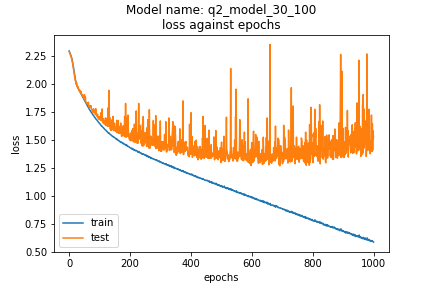 Model name: q2_model_30_100
loss against epochs
2.25
2.00
1.75
1.50
1.25
1.00
0.75
0.50
loss
train
test
0 200 400 600 800 1000
epochs